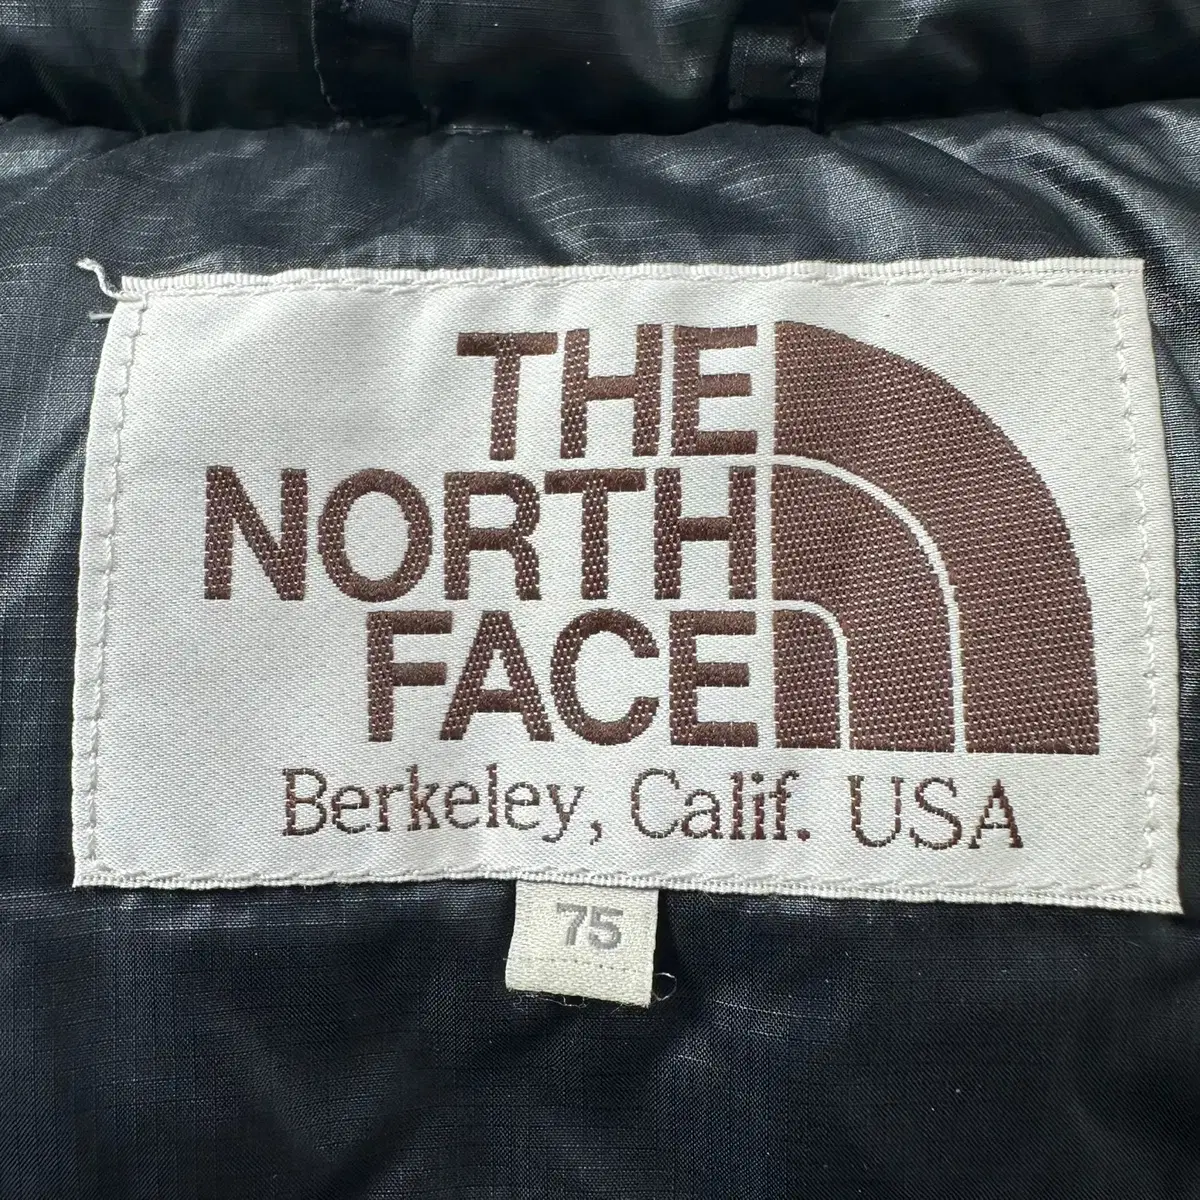 THE
NORTH
FACE
Berkeley, Calif. USA
75